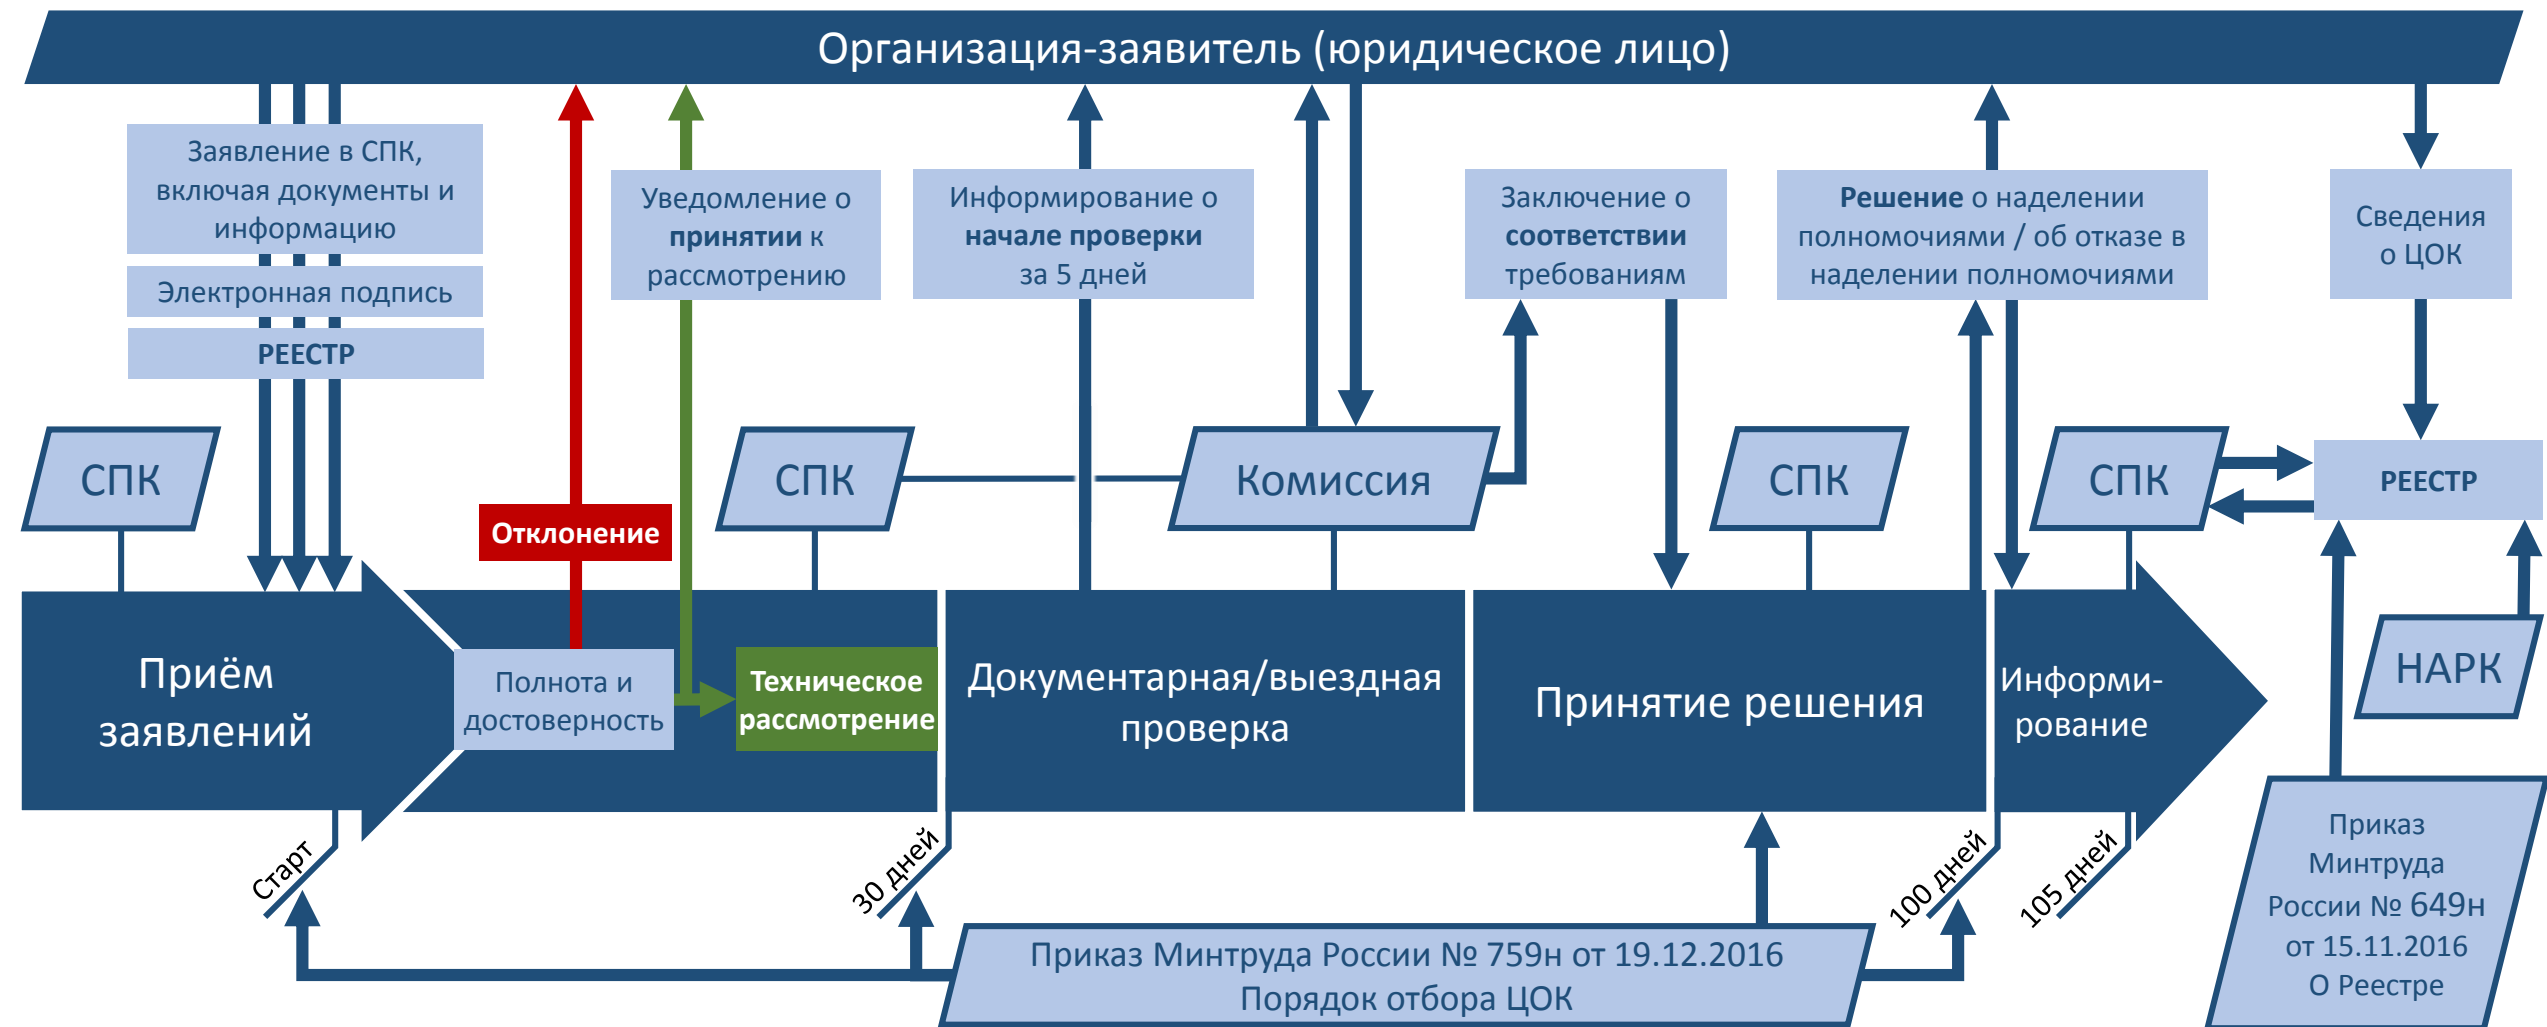 Организация-заявитель (юридическое лицо)
Заявление в СПК,
включая документы и
информацию
Электронная подпись
РЕЕСТР
Уведомление о
принятии к
рассмотрению
Информирование о
начале проверки
за 5 дней
Заключение о
соответствии
требованиям
Решение о наделении
полномочиями / об отказе в
наделении полномочиями
Сведения
о ЦОК
СПК
Отклонение
СПК
Комиссия
СПК
СПК
РЕЕСТР
Приём
заявлений
Полнота и
достоверность
Техническое
рассмотрение
Документарная/выездная
проверка
Принятие решения
Информи-
рование
НАРК
Старт
30 дней
100 дней
105 дней
Приказ Минтруда России № 759н от 19.12.2016
Порядок отбора ЦОК
Приказ
Минтруда
России № 649н
от 15.11.2016
О Реестре